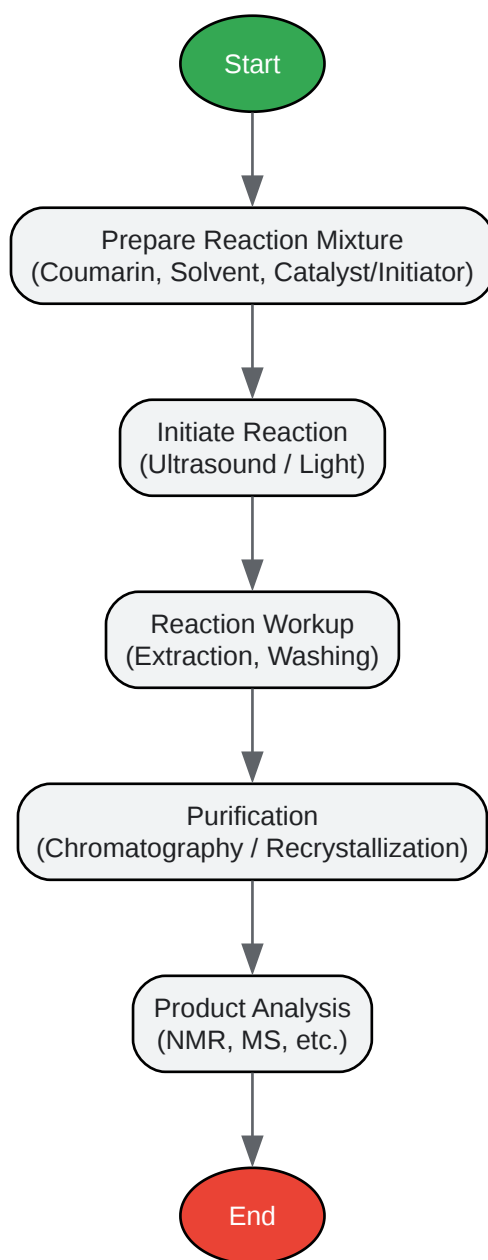 Start
Prepare Reaction Mixture
(Coumarin, Solvent, Catalyst/Initiator)
Initiate Reaction
(Ultrasound / Light)
Reaction Workup
(Extraction, Washing)
Purification
(Chromatography / Recrystallization)
Product Analysis
(NMR, MS, etc.)
End